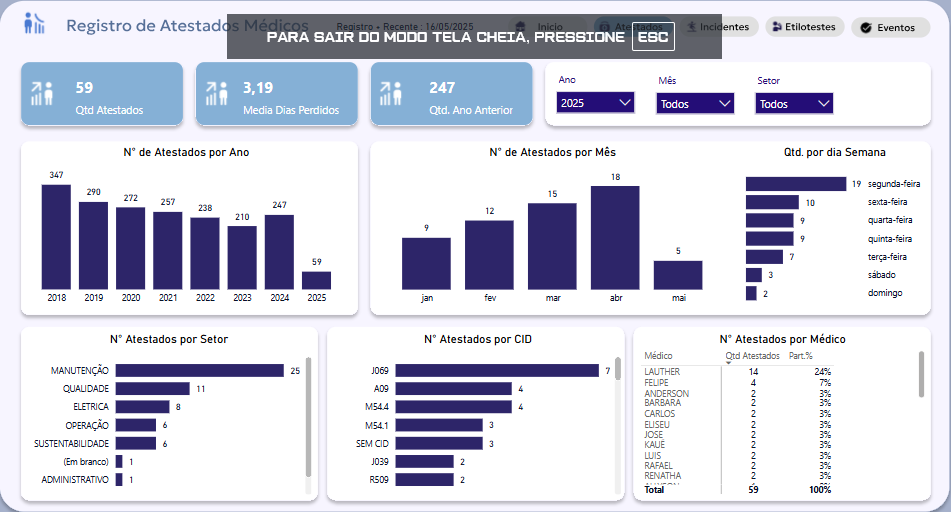 Registro de Atestados Médicos
Registro + Recente : 16/05/2025
Início
Atestados
Incidentes
Etilotestes
Eventos
PARA SAIR DO MODO TELA CHEIA, PRESSIONE ESC
59
Qtd Atestados
3,19
Media Dias Perdidos
247
Qtd. Ano Anterior
Ano
2025
Mês
Todos
Setor
Todos
N° de Atestados por Ano
347
290
272
257
238
210
247
59
2018 2019 2020 2021 2022 2023 2024 2025
N° de Atestados por Mês
9
12
15
18
5
jan fev mar abr mai
Qtd. por dia Semana
19 segunda-feira
10 sexta-feira
9 quarta-feira
9 quinta-feira
7 terça-feira
3 sábado
2 domingo
N° Atestados por Setor
MANUTENÇÃO 25
QUALIDADE 11
ELETRICA 8
OPERAÇÃO 6
SUSTENTABILIDADE 6
(Em branco) 1
ADMINISTRATIVO 1
N° Atestados por CID
J069 7
A09 4
M54.4 4
M54.1 3
SEM CID 3
J039 2
R509 2
N° Atestados por Médico
Médico Qtd Atestados Part.%
LAUTHER 14 24%
FELIPE 4 7%
ANDERSON 2 3%
BARBARA 2 3%
CARLOS 2 3%
ELISEU 2 3%
JOSE 2 3%
KAUÊ 2 3%
LUIS 2 3%
RAFAEL 2 3%
RENATHA 2 3%
Total 59 100%